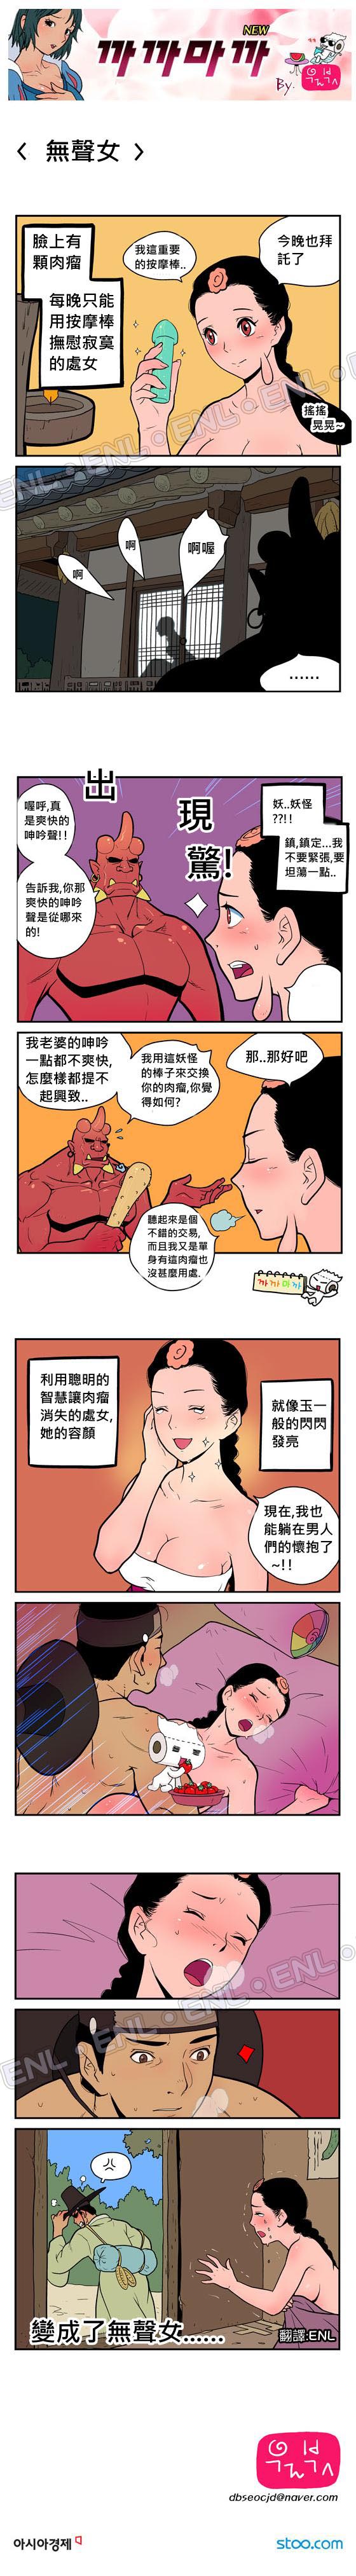 NEW
까까마까
By.
< 無聲女 >
臉上有
顆肉瘤
每晚只能
用按摩棒
撫慰寂寞
的處女
我這重要
的按摩棒..
今晚也拜
託了
搖搖
晃晃~
啊
啊
啊喔
......
出
現
驚!
喔呼,真
是爽快的
呻吟聲!!
告訴我,你那
爽快的呻吟
聲是從哪來
的!
妖..妖怪
??!!
鎮,鎮定...我
不要緊張,要
坦蕩一點..
我老婆的呻吟
一點都不爽快,
怎麼樣都提不
起興致..
我用這妖怪
的棒子來交換
你的肉瘤,你覺
得如何?
那..那好吧
聽起來是個
不錯的交易,
而且我又是單
身有這肉瘤也
沒甚麼用處.
까까마까
利用聰明的
智慧讓肉瘤
消失的處女,
她的容顏
就像玉一
般的閃閃
發亮
現在,我也
能躺在男人
們的懷抱了
~!!
ENL
변成了無聲女......
翻譯:ENL
dbseocjd@naver.com
아시아경제
stoo.com